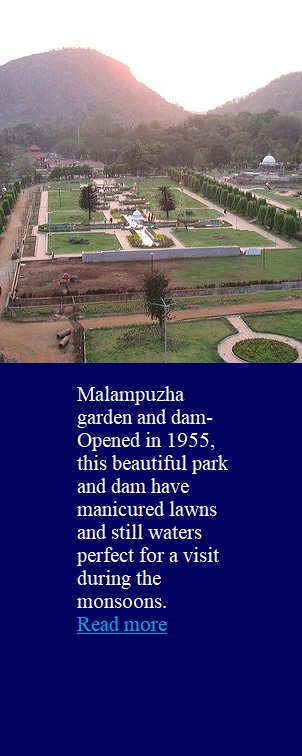 Malampuzha
garden and dam-
Opened in 1955,
this beautiful park
and dam have
manicured lawns
and still waters
perfect for a visit
during the
monsoons.
Read more